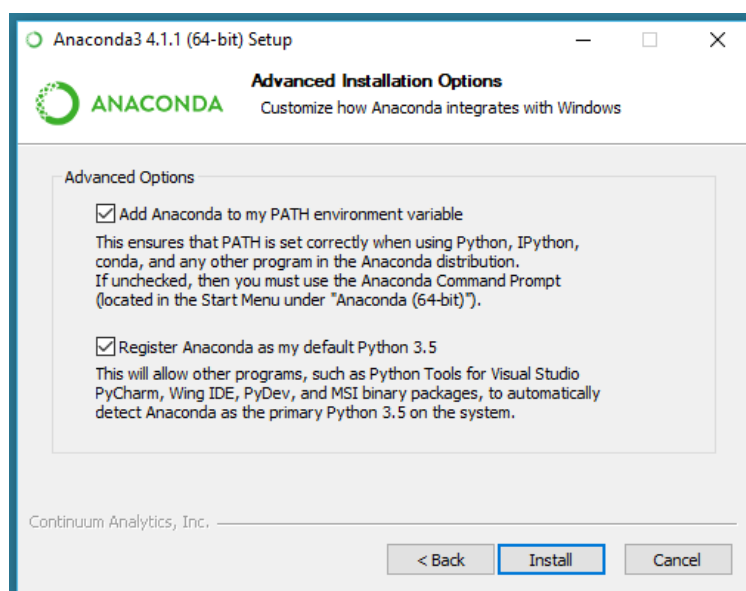 Anaconda3 4.1.1 (64-bit) Setup
ANACONDA
Advanced Installation Options
Customize how Anaconda integrates with Windows
Advanced Options
Add Anaconda to my PATH environment variable
This ensures that PATH is set correctly when using Python, IPython,
conda, and any other program in the Anaconda distribution.
If unchecked, then you must use the Anaconda Command Prompt
(located in the Start Menu under "Anaconda (64-bit)").
Register Anaconda as my default Python 3.5
This will allow other programs, such as Python Tools for Visual Studio
PyCharm, Wing IDE, PyDev, and MSI binary packages, to automatically
detect Anaconda as the primary Python 3.5 on the system.
Continuum Analytics, Inc.
< Back
Install
Cancel